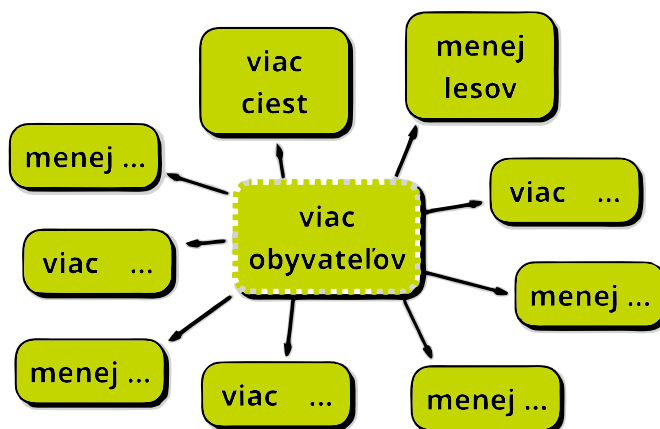 viac
ciest
menej
lesov
menej ...
viac ...
viac
obyvateľov
viac ...
menej ...
menej ...
viac ...
menej ...